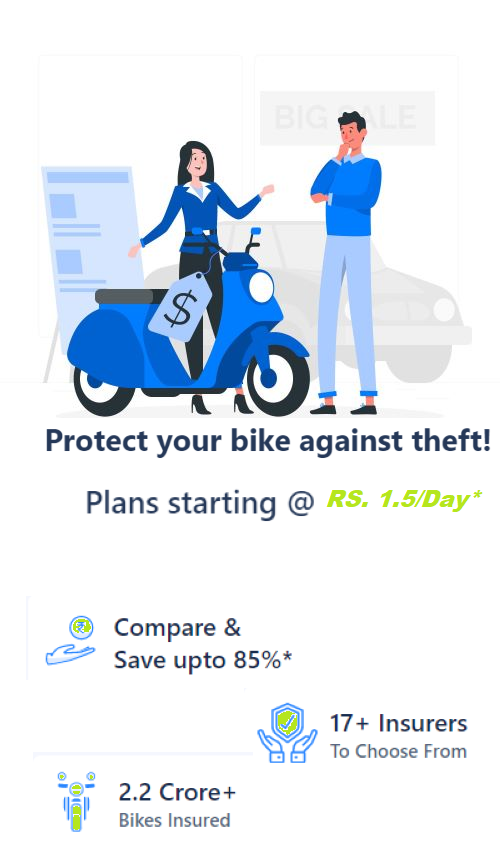 BIG SALE
$
Protect your bike against theft!
Plans starting @ RS. 1.5/Day*
₹
Compare &
Save upto 85%*
17+ Insurers
To Choose From
2.2 Crore+
Bikes Insured